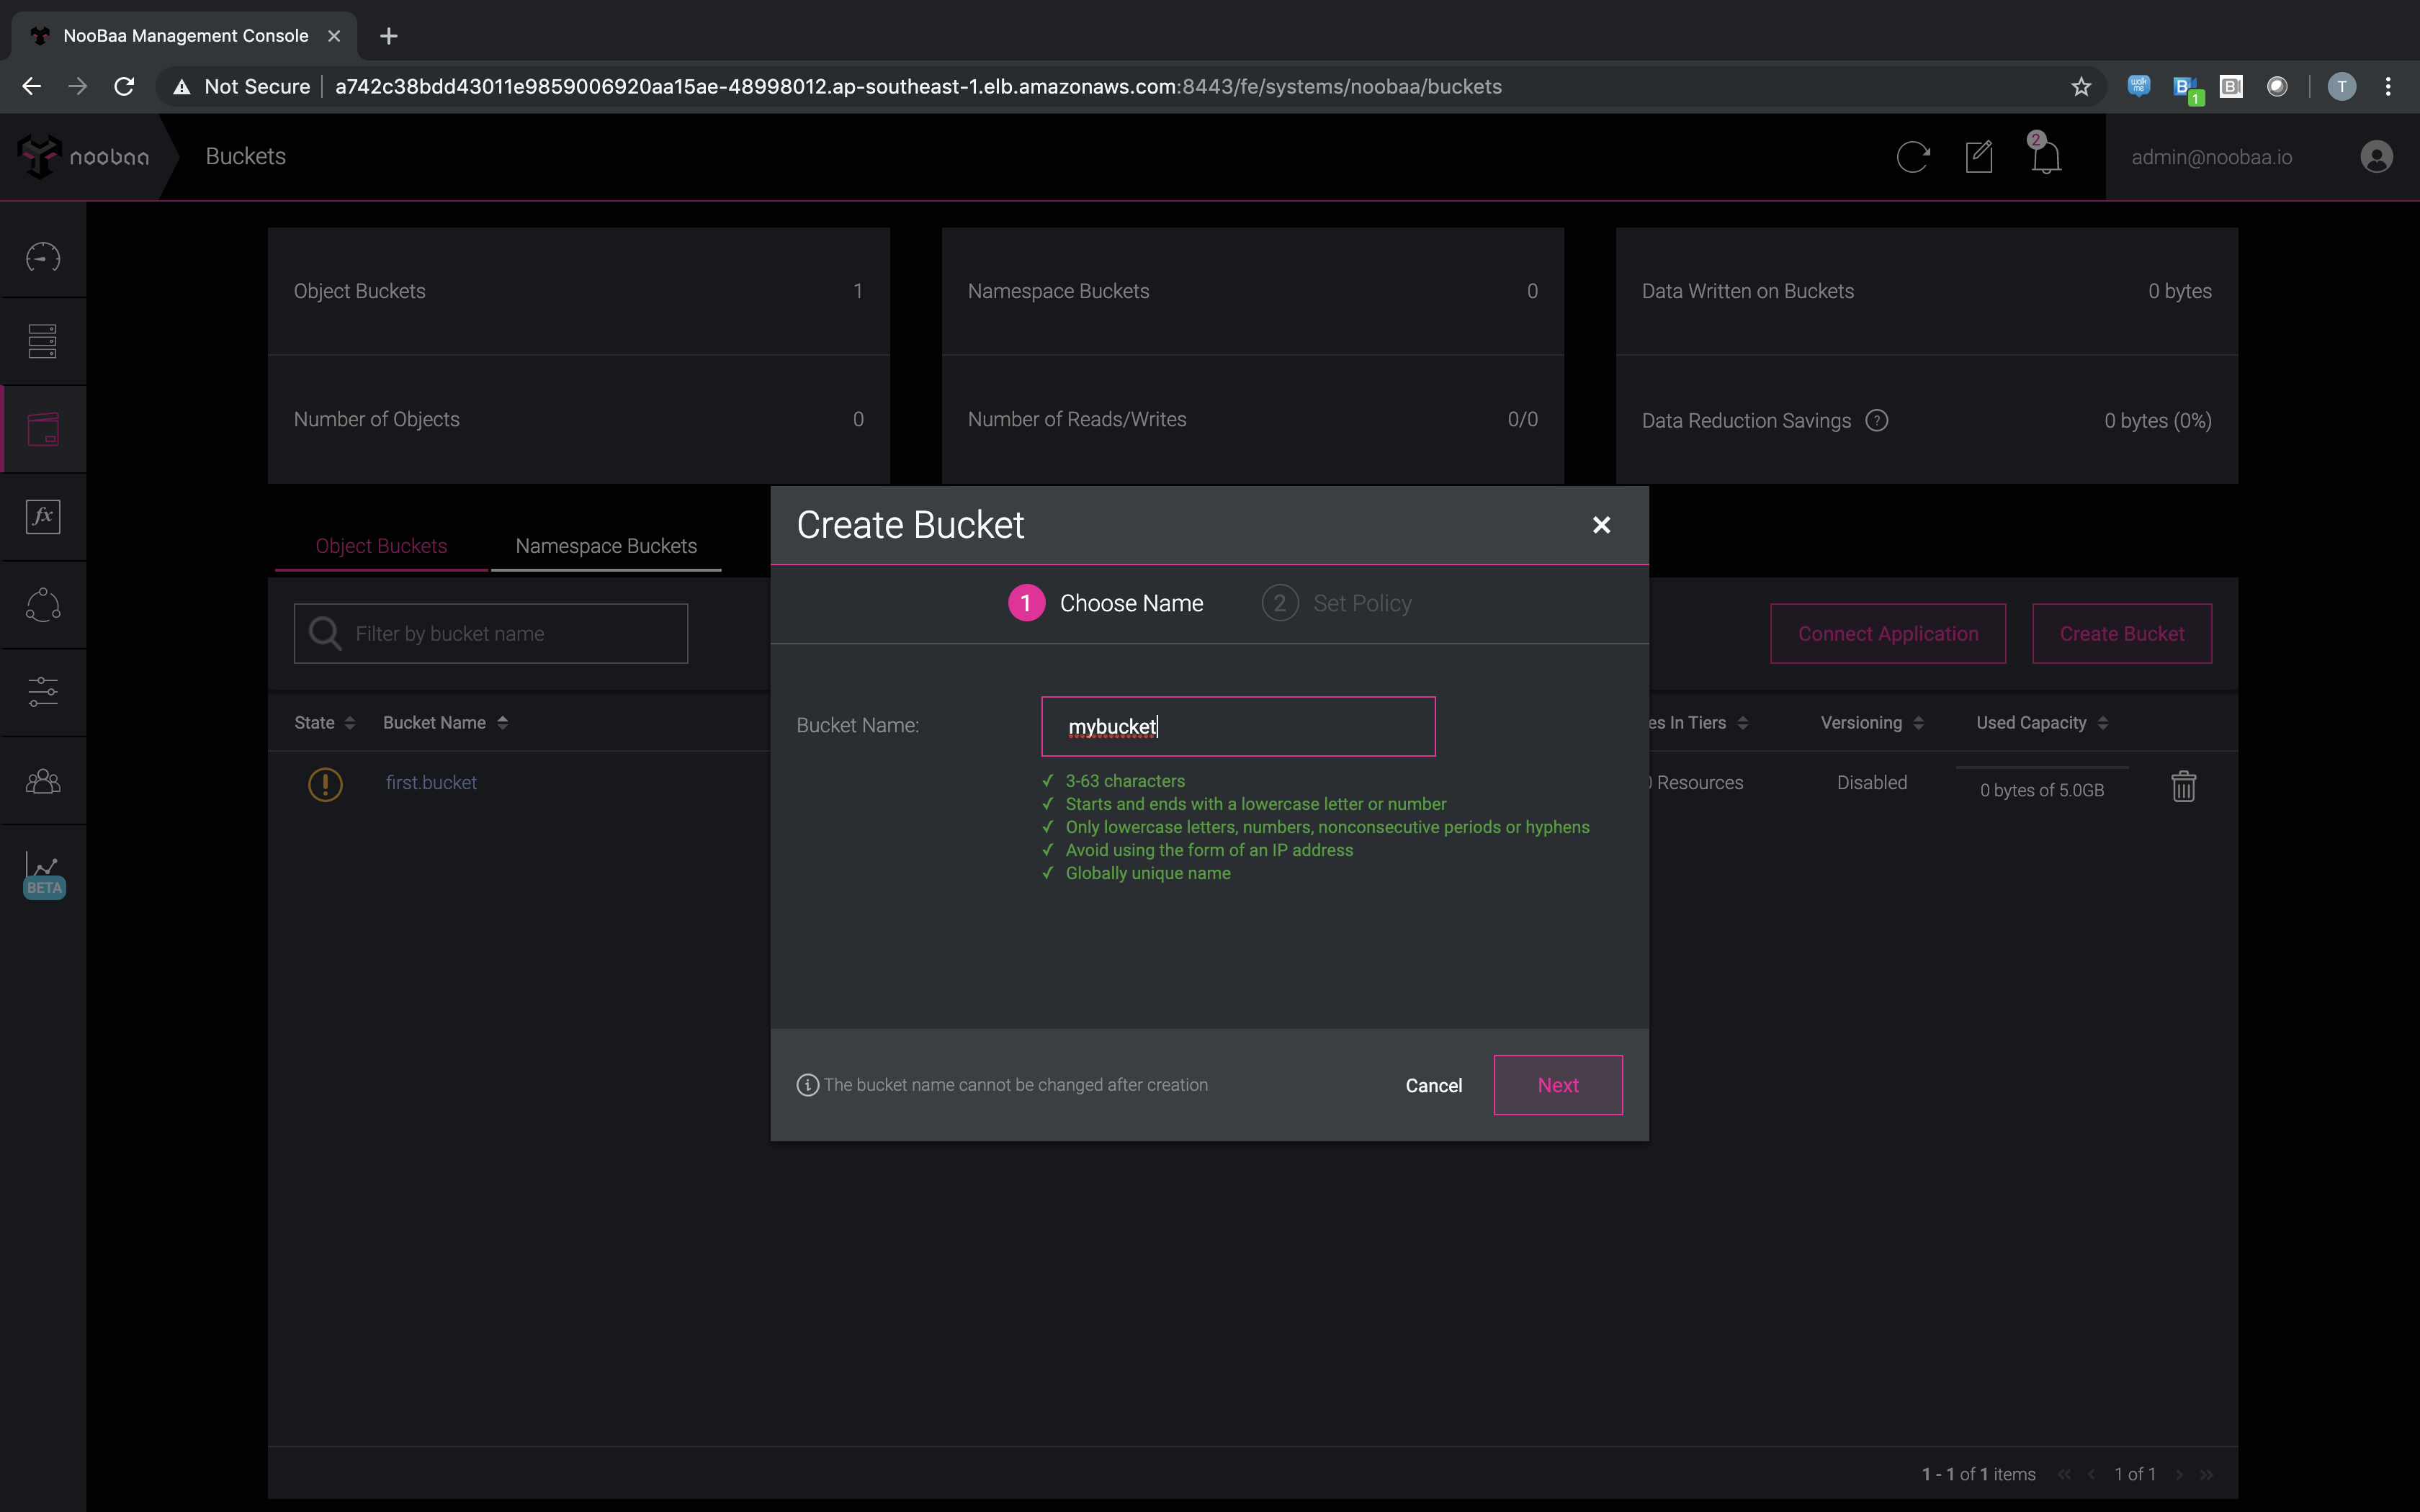 NooBaa Management Console
Not Secure a742c38bdd43011e9859006920aa15ae-48998012.ap-southeast-1.elb.amazonaws.com:8443/fe/systems/noobaa/buckets
B 1
B
T
noobaa
Buckets
2
admin@noobaa.io
Object Buckets 1
Namespace Buckets 0
Data Written on Buckets 0 bytes
Number of Objects 0
Number of Reads/Writes 0/0
Data Reduction Savings ? 0 bytes (0%)
fx
BETA
Object Buckets Namespace Buckets
Filter by bucket name
Connect Application Create Bucket
State Bucket Name es In Tiers Versioning Used Capacity
first.bucket Resources Disabled 0 bytes of 5.0GB
Create Bucket
1 Choose Name 2 Set Policy
Bucket Name: mybucket
✓ 3-63 characters
✓ Starts and ends with a lowercase letter or number
✓ Only lowercase letters, numbers, nonconsecutive periods or hyphens
✓ Avoid using the form of an IP address
✓ Globally unique name
The bucket name cannot be changed after creation
Cancel Next
1 - 1 of 1 items 1 of 1